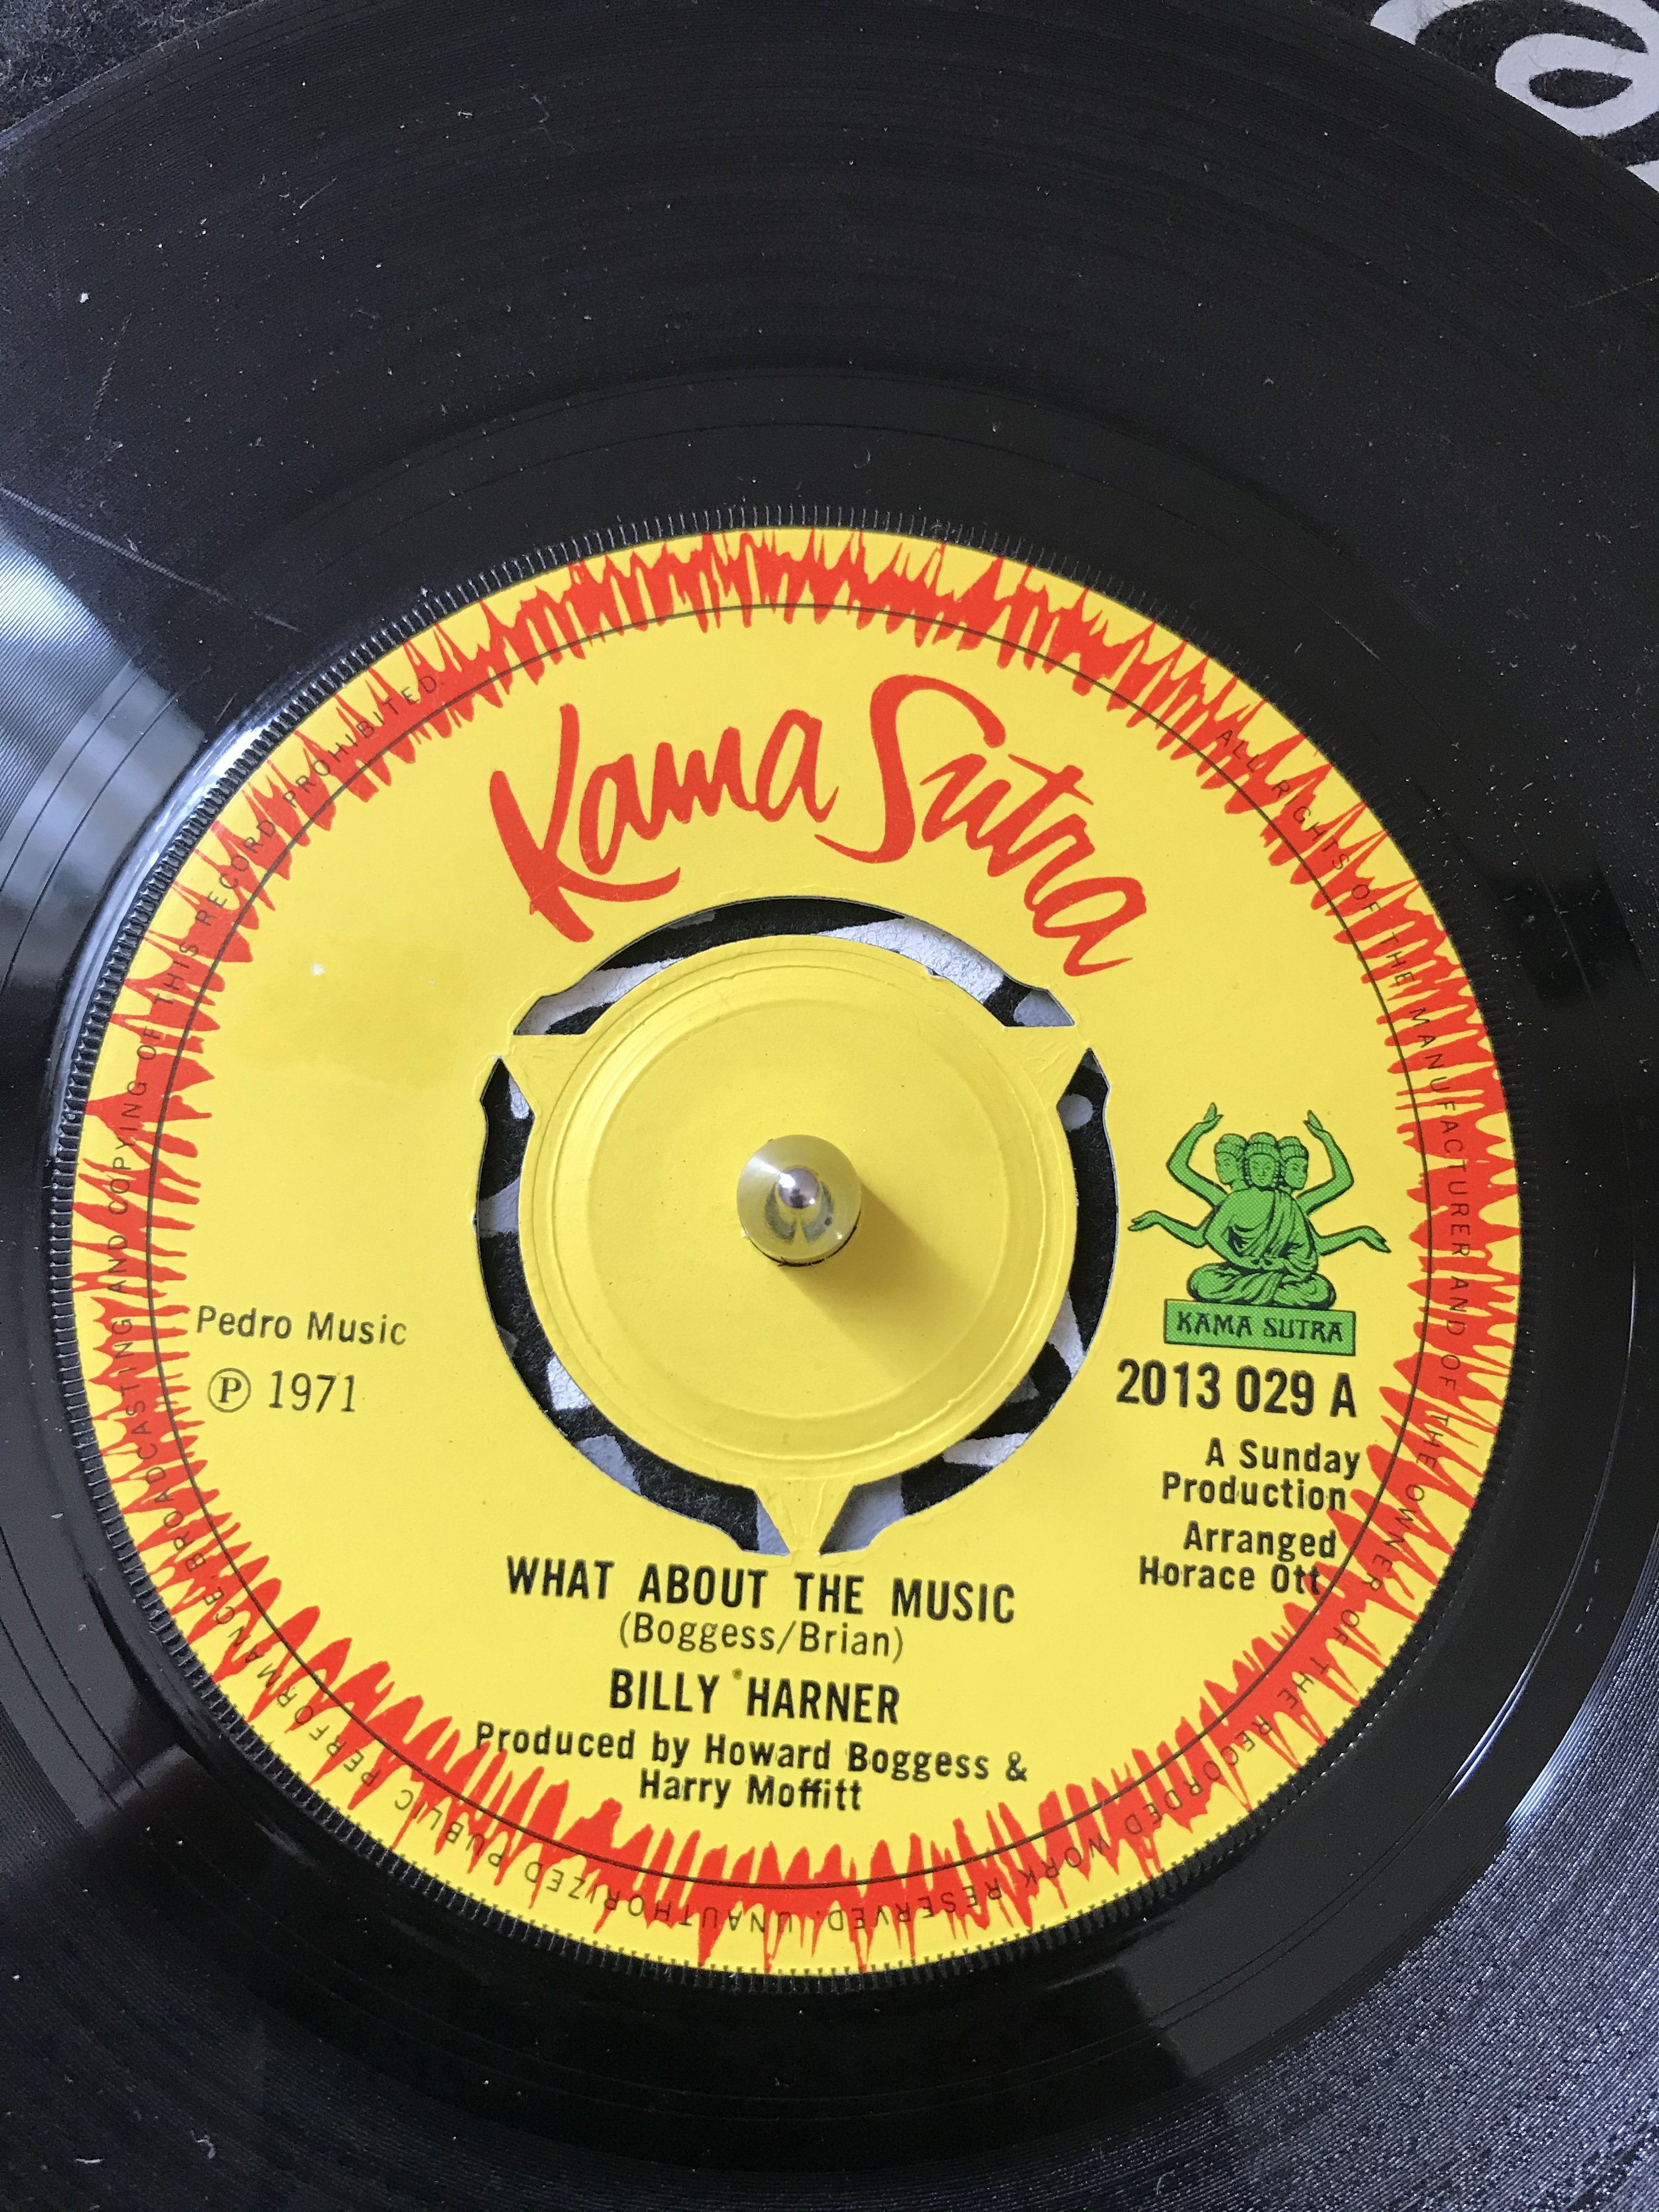 Kama Sutra
KAMA SUTRA
Pedro Music
Ⓟ 1971
2013 029 A
A Sunday
Production
Arranged
Horace Ott
WHAT ABOUT THE MUSIC
(Boggess/Brian)
BILLY HARNER
Produced by Howard Boggess &
Harry Moffitt
ALL RIGHTS OF THE MANUFACTURER AND OF THE OWNER OF THE RECORDED WORK RESERVED. UNAUTHORIZED PUBLIC PERFORMANCE BROADCASTING AND COPYING OF THIS RECORD PROHIBITED.